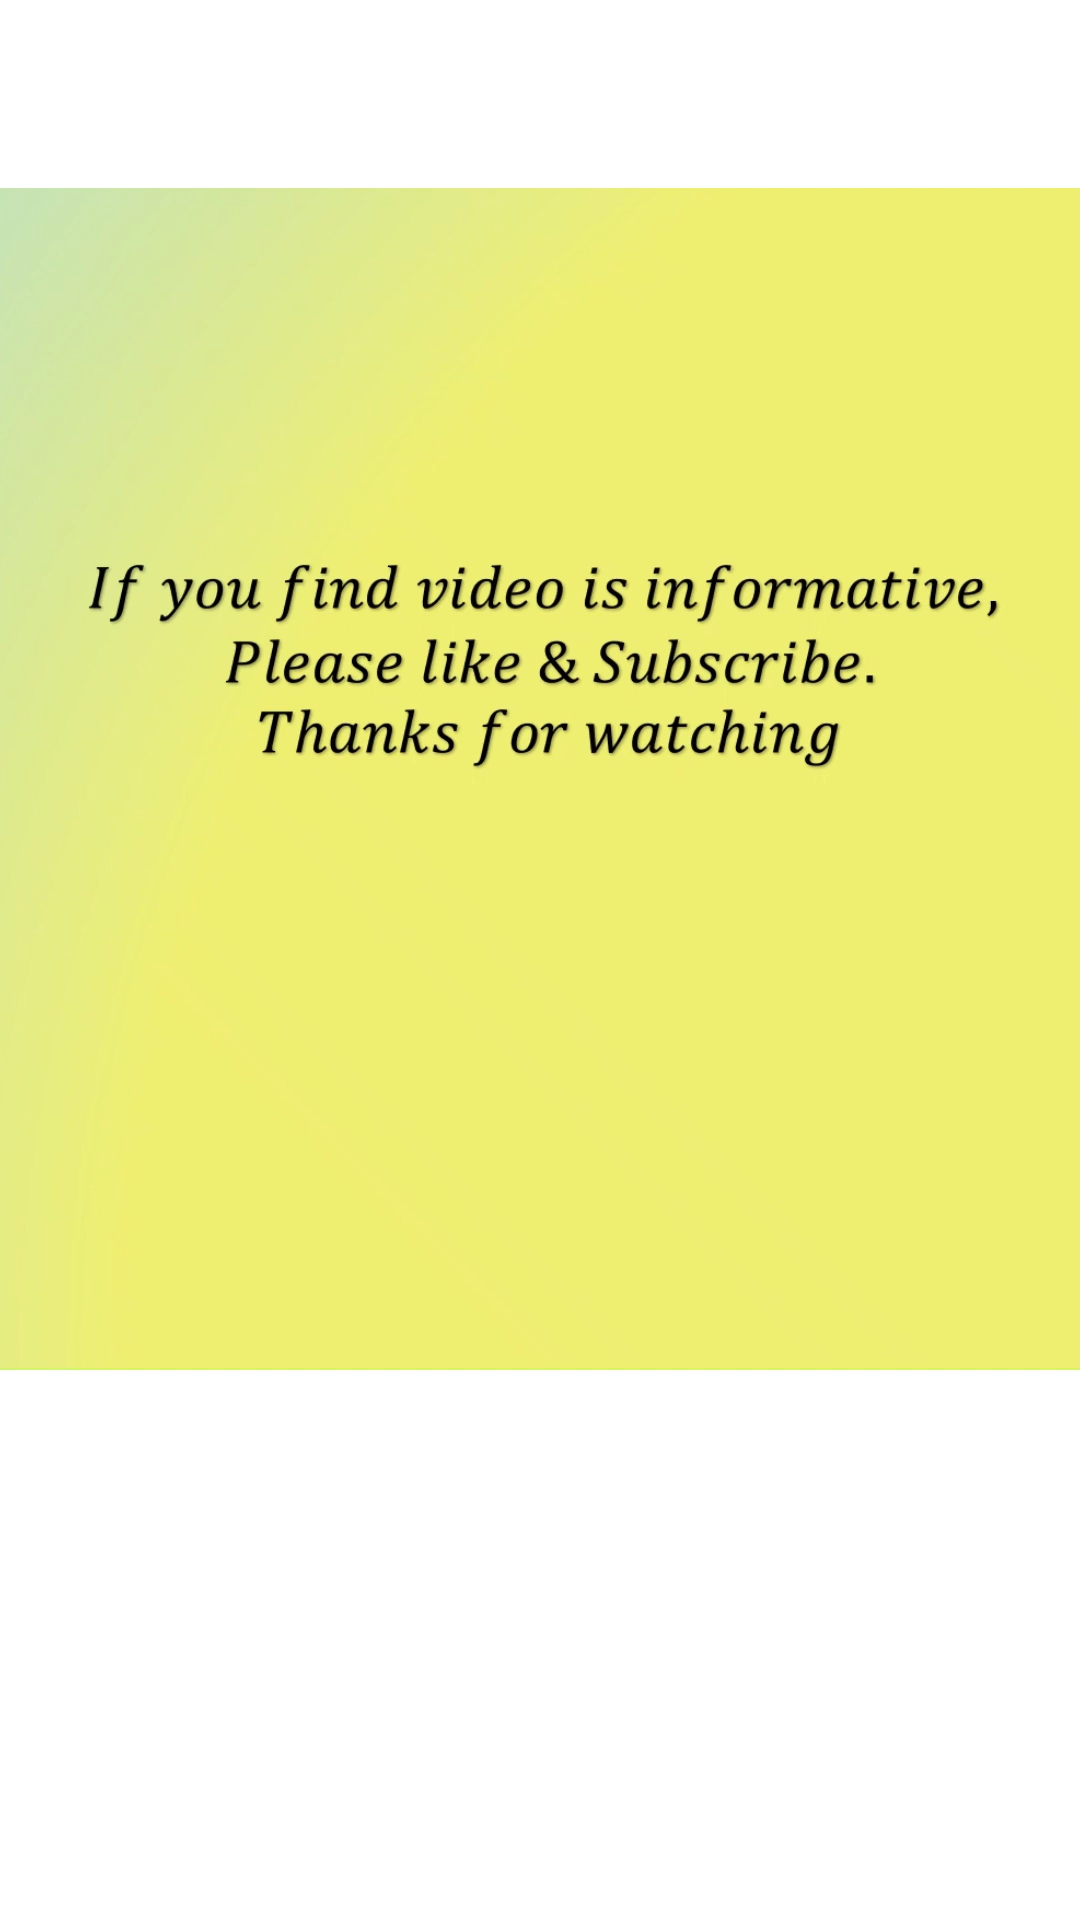 If you find video is informative,
Please like & Subscribe.
Thanks for watching